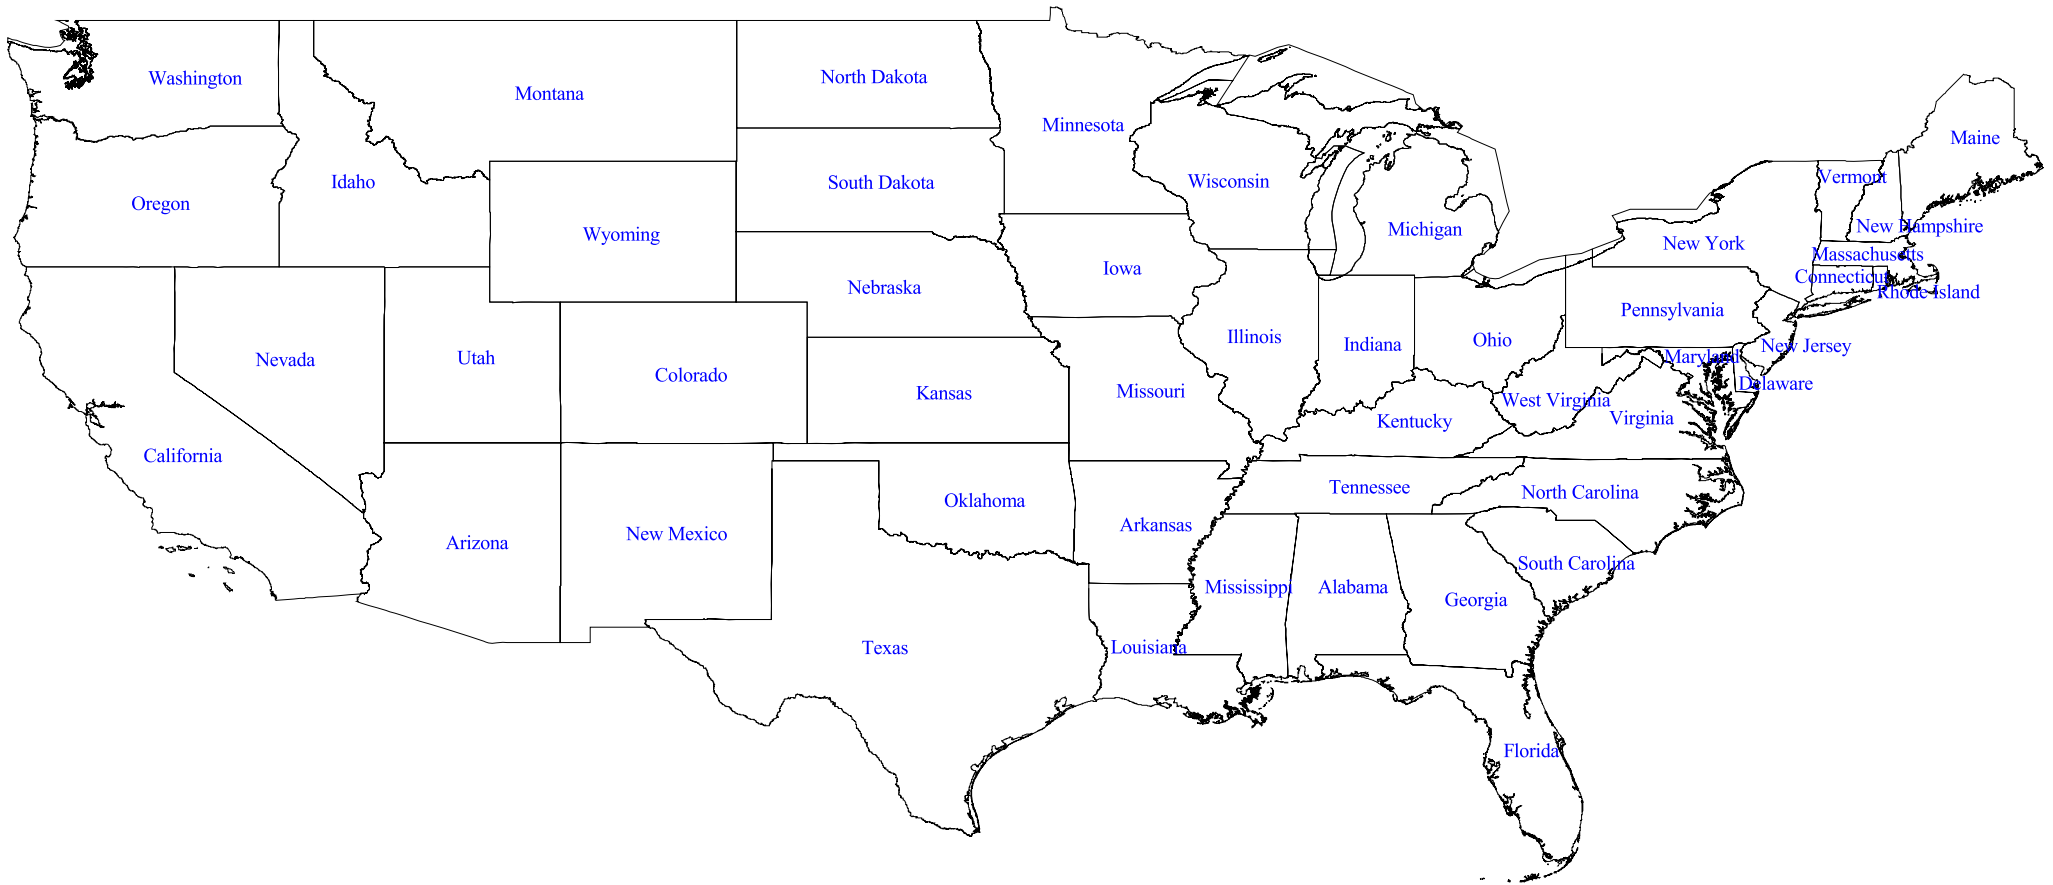 Washington
Montana
North Dakota
Minnesota
Maine
Idaho
Oregon
South Dakota
Wisconsin
Vermont
New Hampshire
Wyoming
Michigan
New York
Massachusetts
Iowa
Connecticut
Rhode Island
Nebraska
Pennsylvania
Nevada
Utah
Illinois
Indiana
Ohio
New Jersey
Maryland
Colorado
Kansas
Missouri
Delaware
West Virginia
Virginia
Kentucky
California
Tennessee
North Carolina
Oklahoma
Arkansas
Arizona
New Mexico
South Carolina
Mississippi
Alabama
Georgia
Texas
Louisiana
Florida